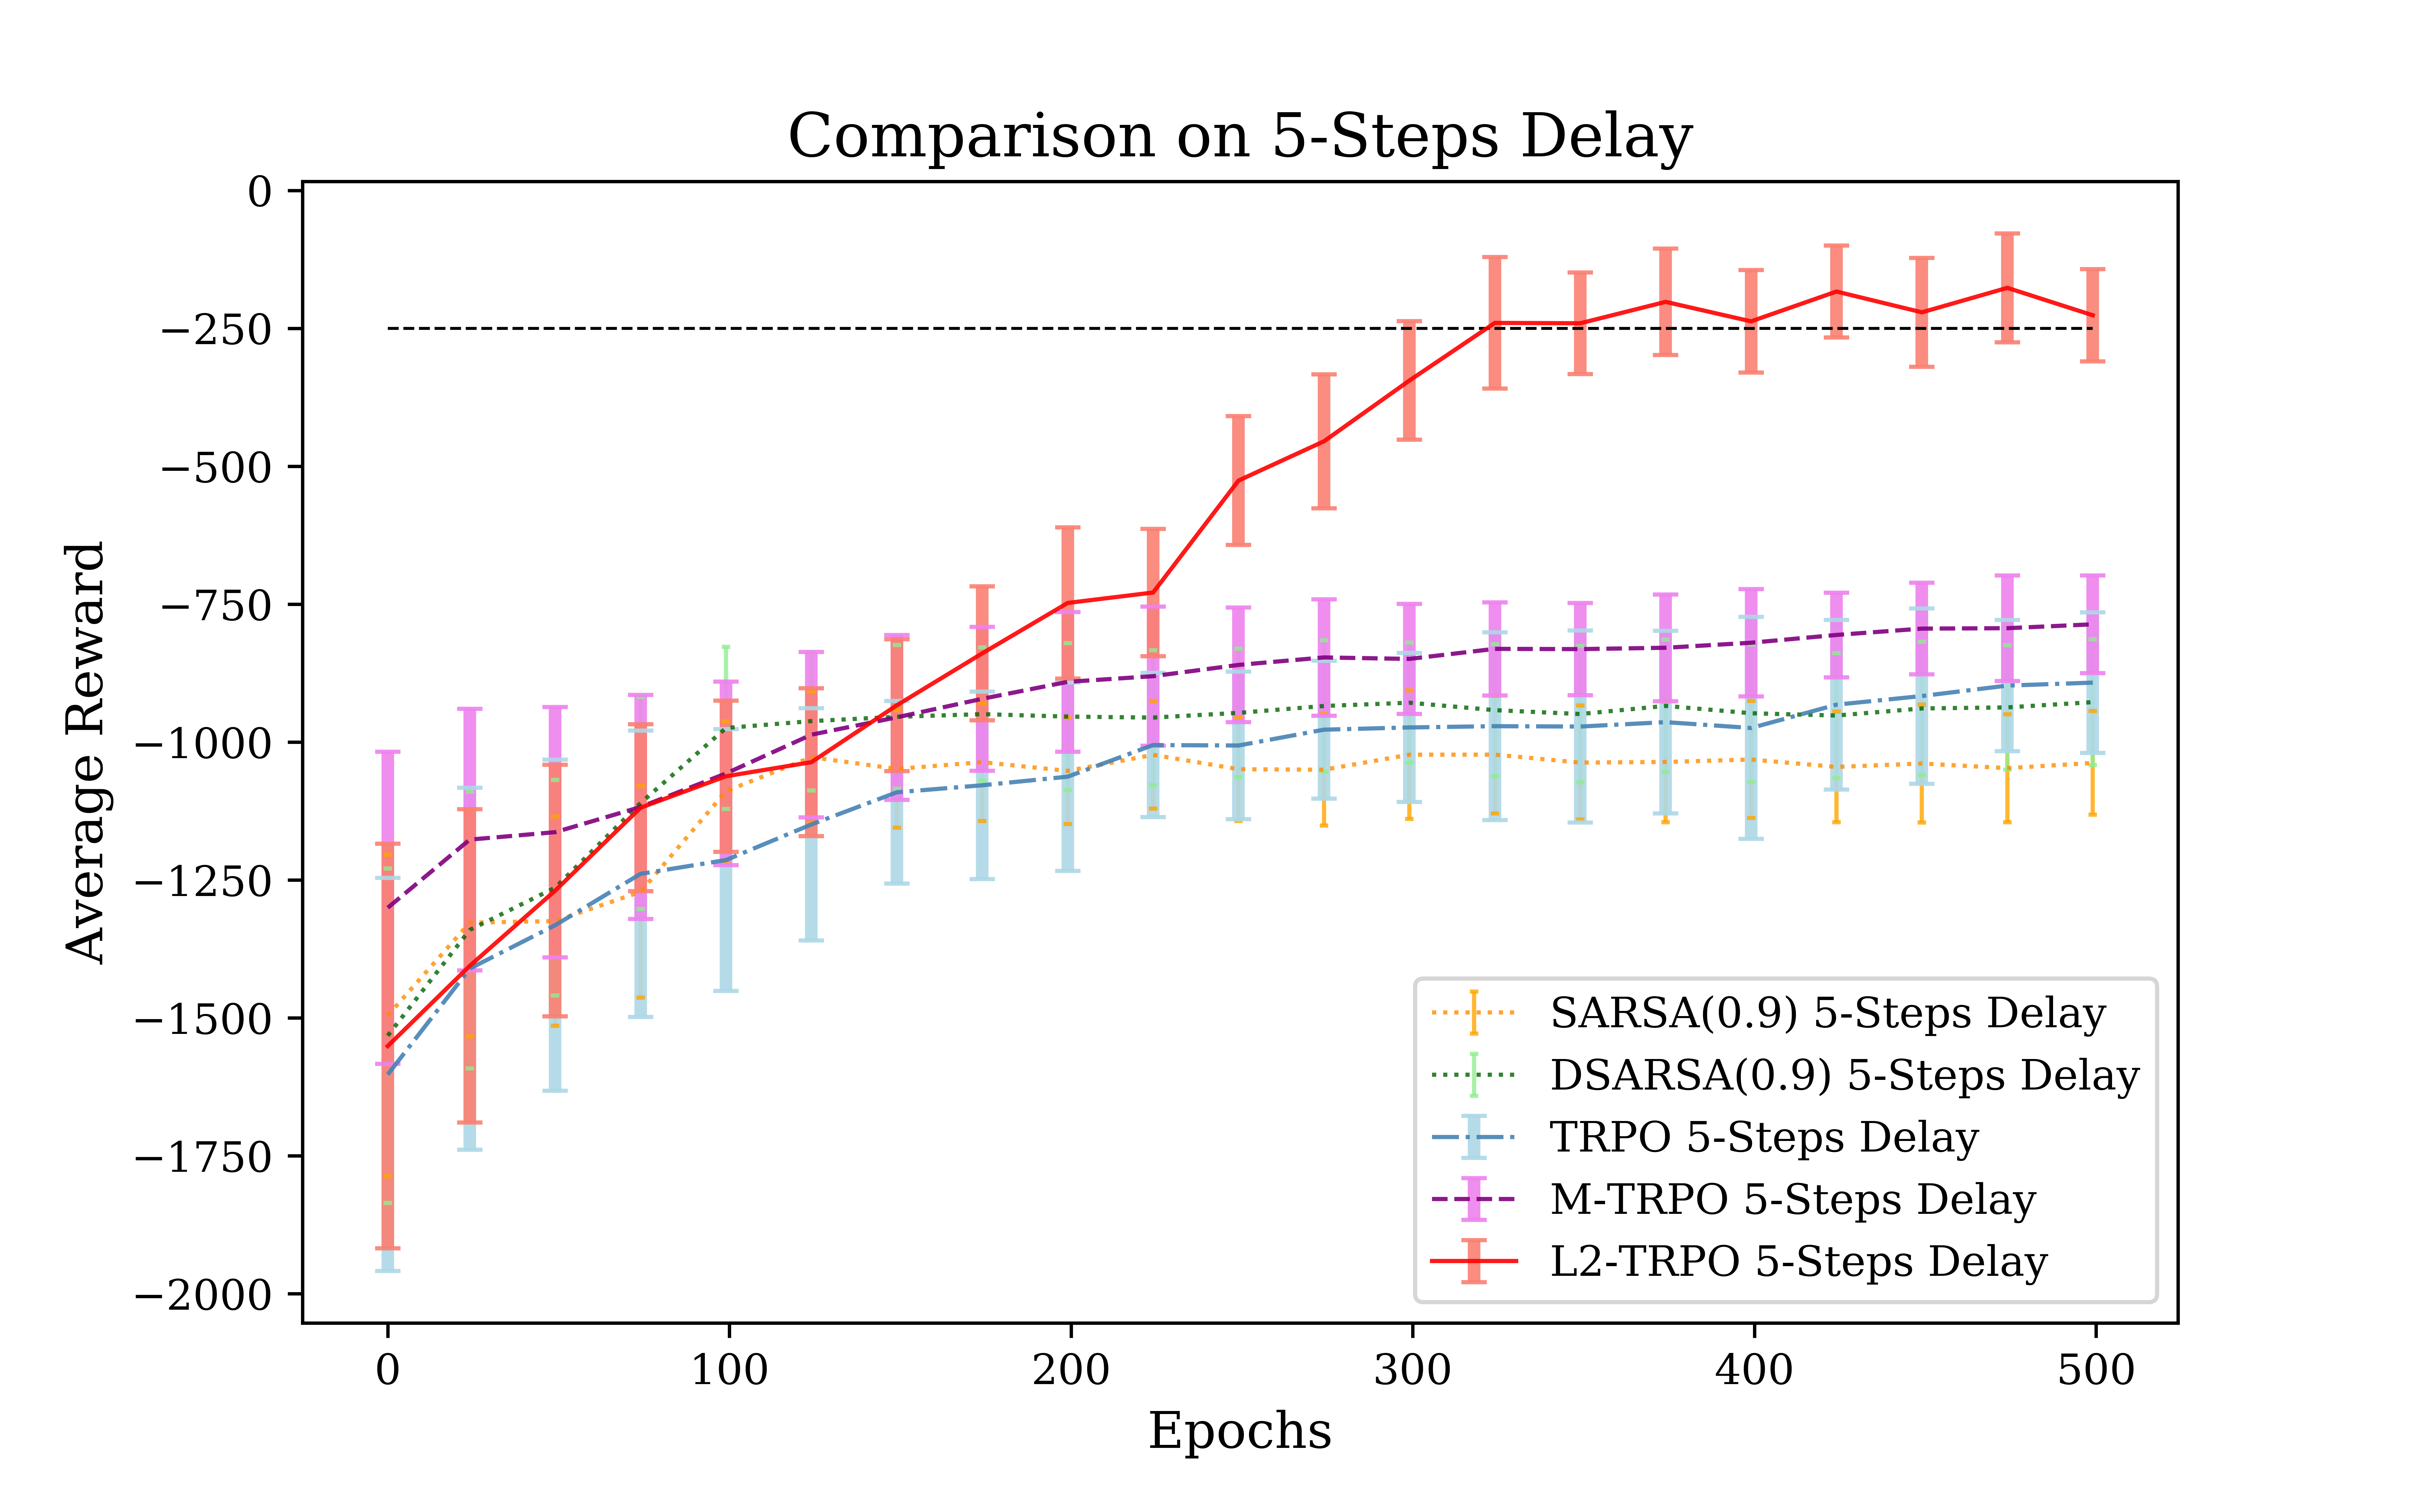 Comparison on 5-Steps Delay
0
−250
−500
−750
−1000
−1250
−1500
−1750
−2000
Average Reward
0 100 200 300 400 500
Epochs
SARSA(0.9) 5-Steps Delay
DSARSA(0.9) 5-Steps Delay
TRPO 5-Steps Delay
M-TRPO 5-Steps Delay
L2-TRPO 5-Steps Delay